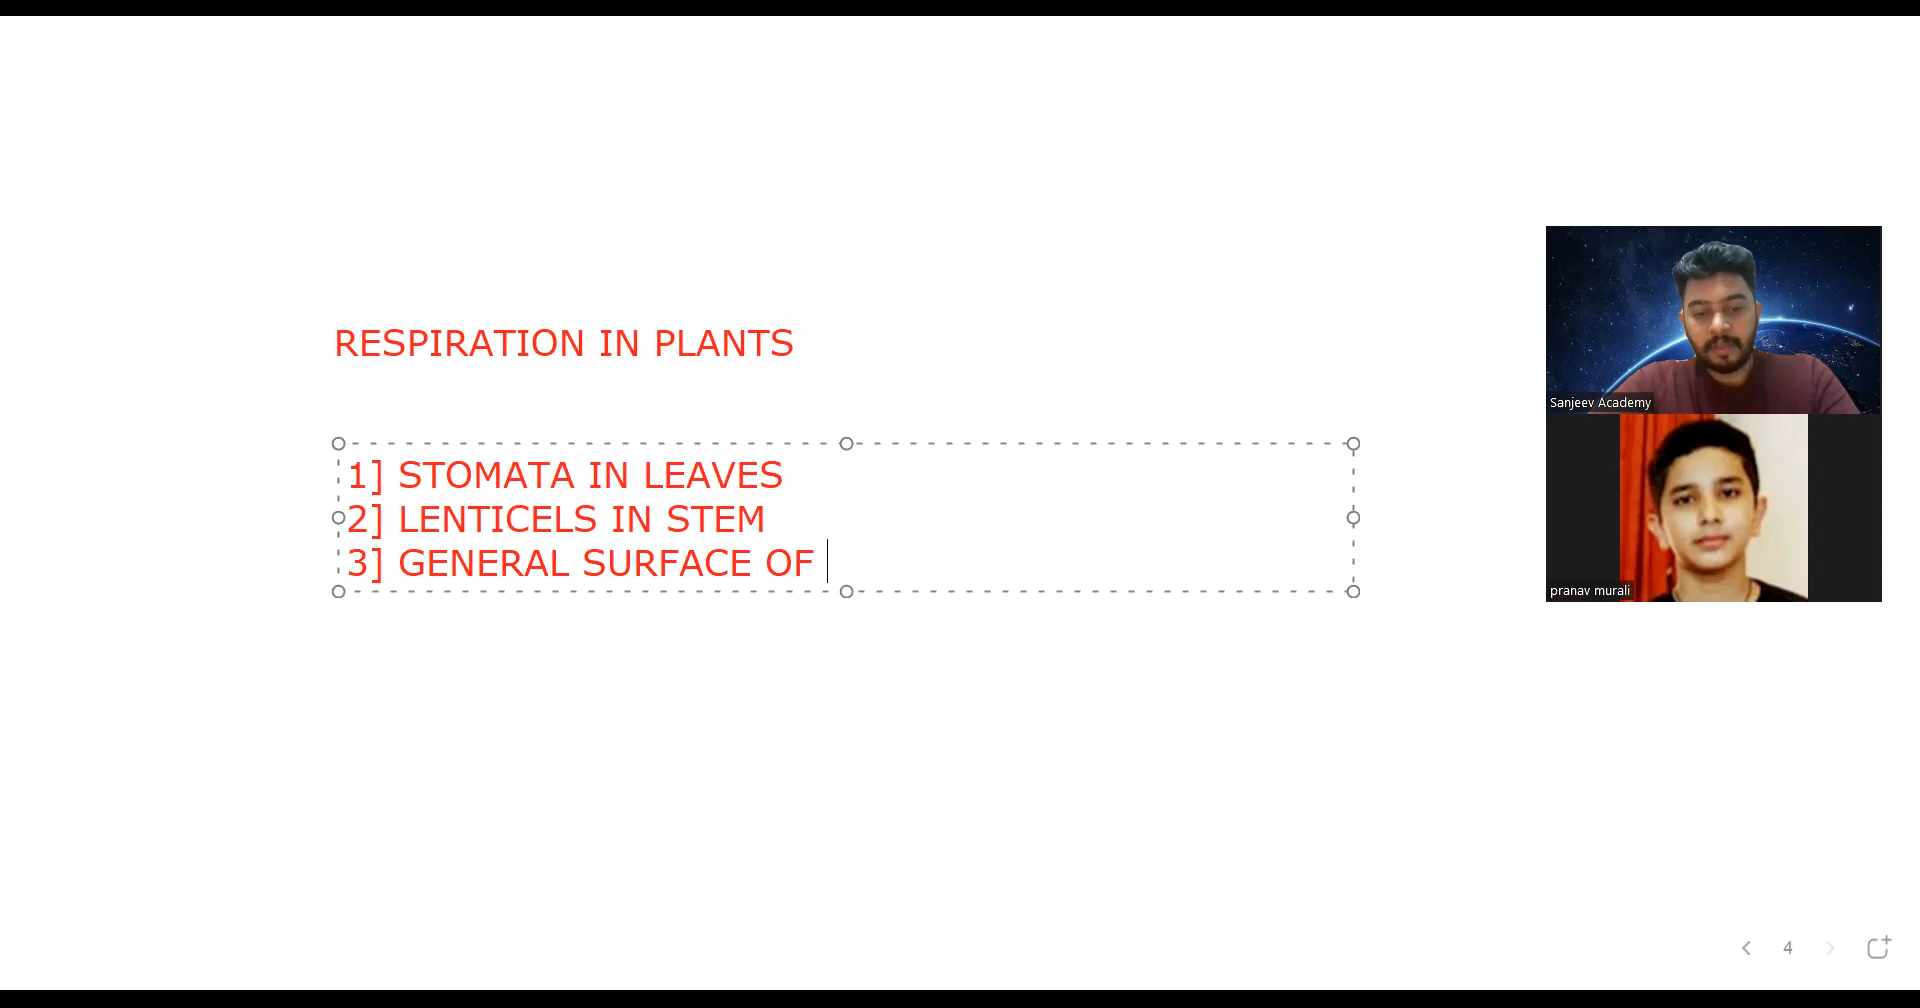 RESPIRATION IN PLANTS
1] STOMATA IN LEAVES
2] LENTICELS IN STEM
3] GENERAL SURFACE OF
Sanjeev Academy
pranav murali
4